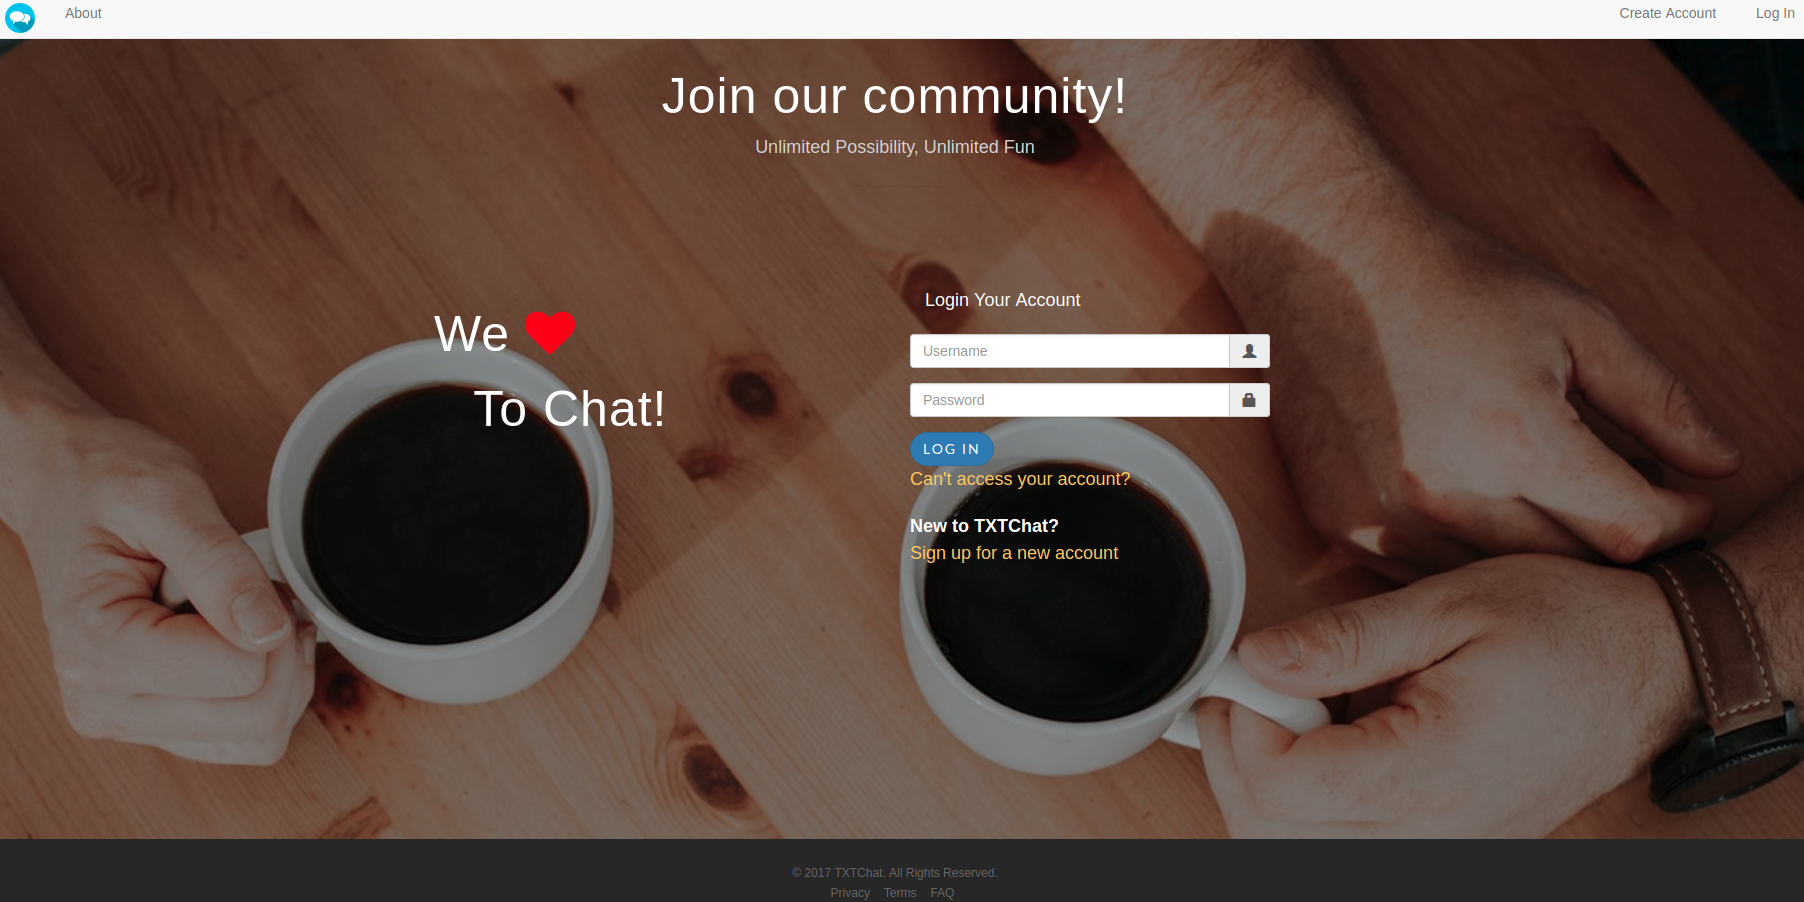 About
Create Account
Log In
Join our community!
Unlimited Possibility, Unlimited Fun
We
To Chat!
Login Your Account
Username
Password
LOG IN
Can't access your account?
New to TXTChat?
Sign up for a new account
© 2017 TXTChat. All Rights Reserved.
Privacy Terms FAQ